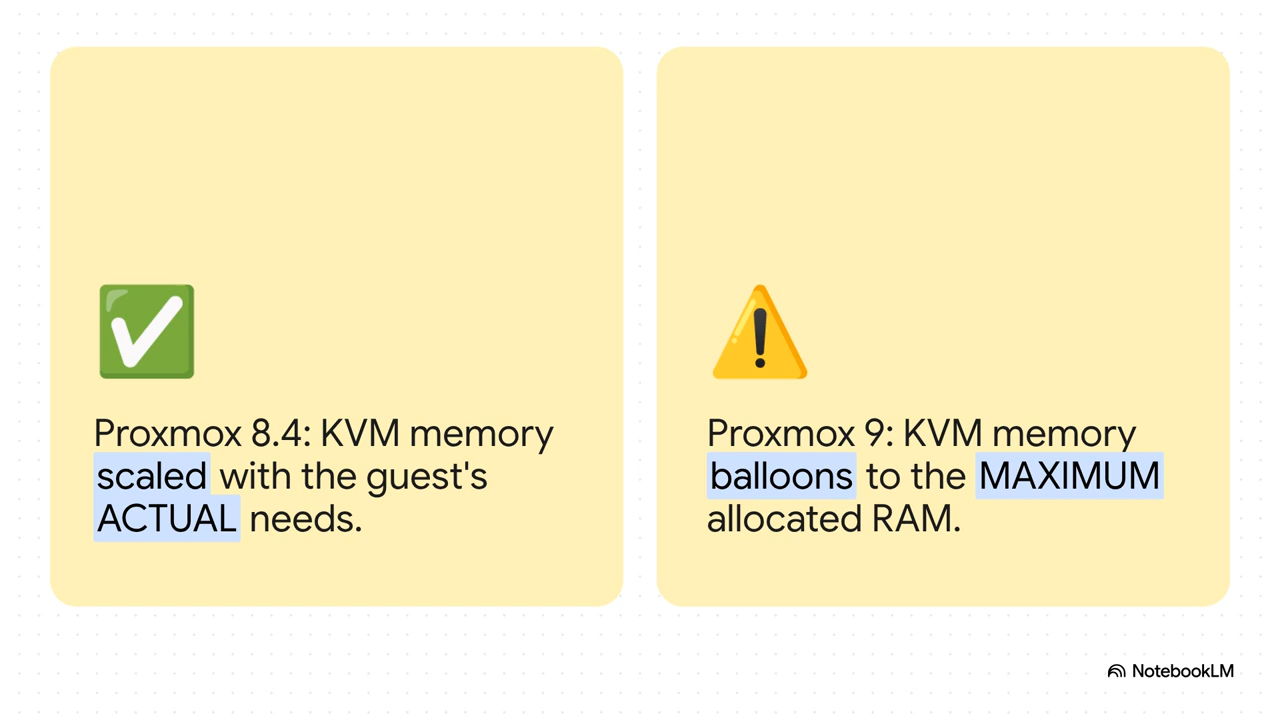 Proxmox 8.4: KVM memory
scaled with the guest's
ACTUAL needs.
Proxmox 9: KVM memory
balloons to the MAXIMUM
allocated RAM.
NotebookLM